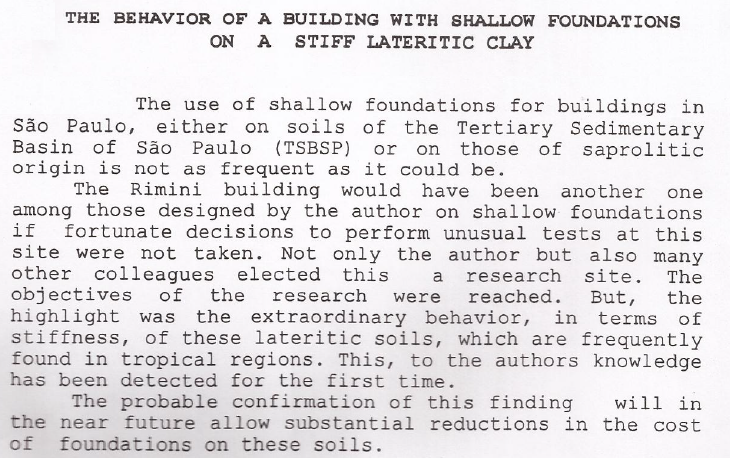 THE BEHAVIOR OF A BUILDING WITH SHALLOW FOUNDATIONS
ON A STIFF LATERITIC CLAY
The use of shallow foundations for buildings in
São Paulo, either on soils of the Tertiary Sedimentary
Basin of São Paulo (TSBSP) or on those of saprolitic
origin is not as frequent as it could be.
The Rimini building would have been another one
among those designed by the author on shallow foundations
if fortunate decisions to perform unusual tests at this
site were not taken. Not only the author but also many
other colleagues elected this a research site. The
objectives of the research were reached. But, the
highlight was the extraordinary behavior, in terms of
stiffness, of these lateritic soils, which are frequently
found in tropical regions. This, to the authors knowledge
has been detected for the first time.
The probable confirmation of this finding will in
the near future allow substantial reductions in the cost
of foundations on these soils.